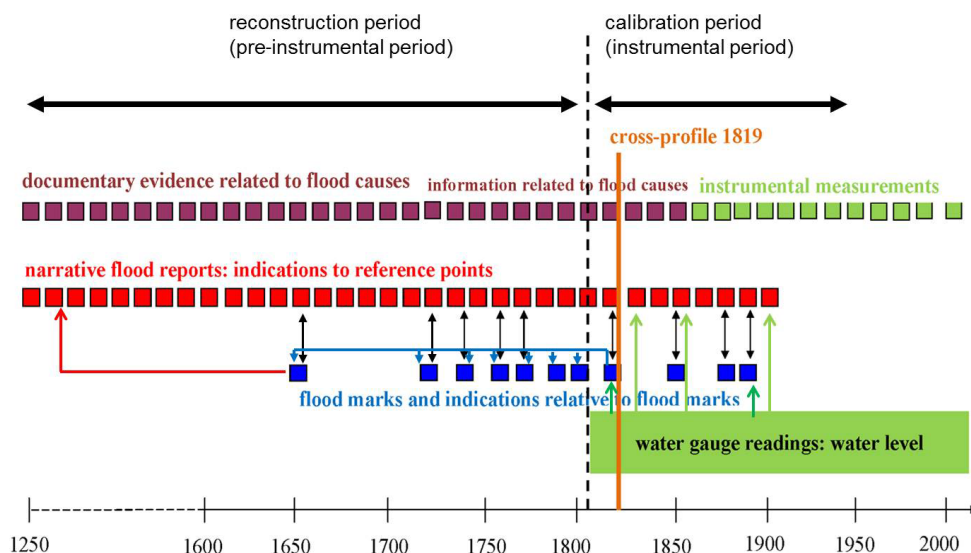 reconstruction period
(pre-instrumental period)
calibration period
(instrumental period)
cross-profile 1819
documentary evidence related to flood causes
information related to flood causes
instrumental measurements
narrative flood reports: indications to reference points
flood marks and indications relative to flood marks
water gauge readings: water level
1250 1600 1650 1700 1750 1800 1850 1900 1950 2000